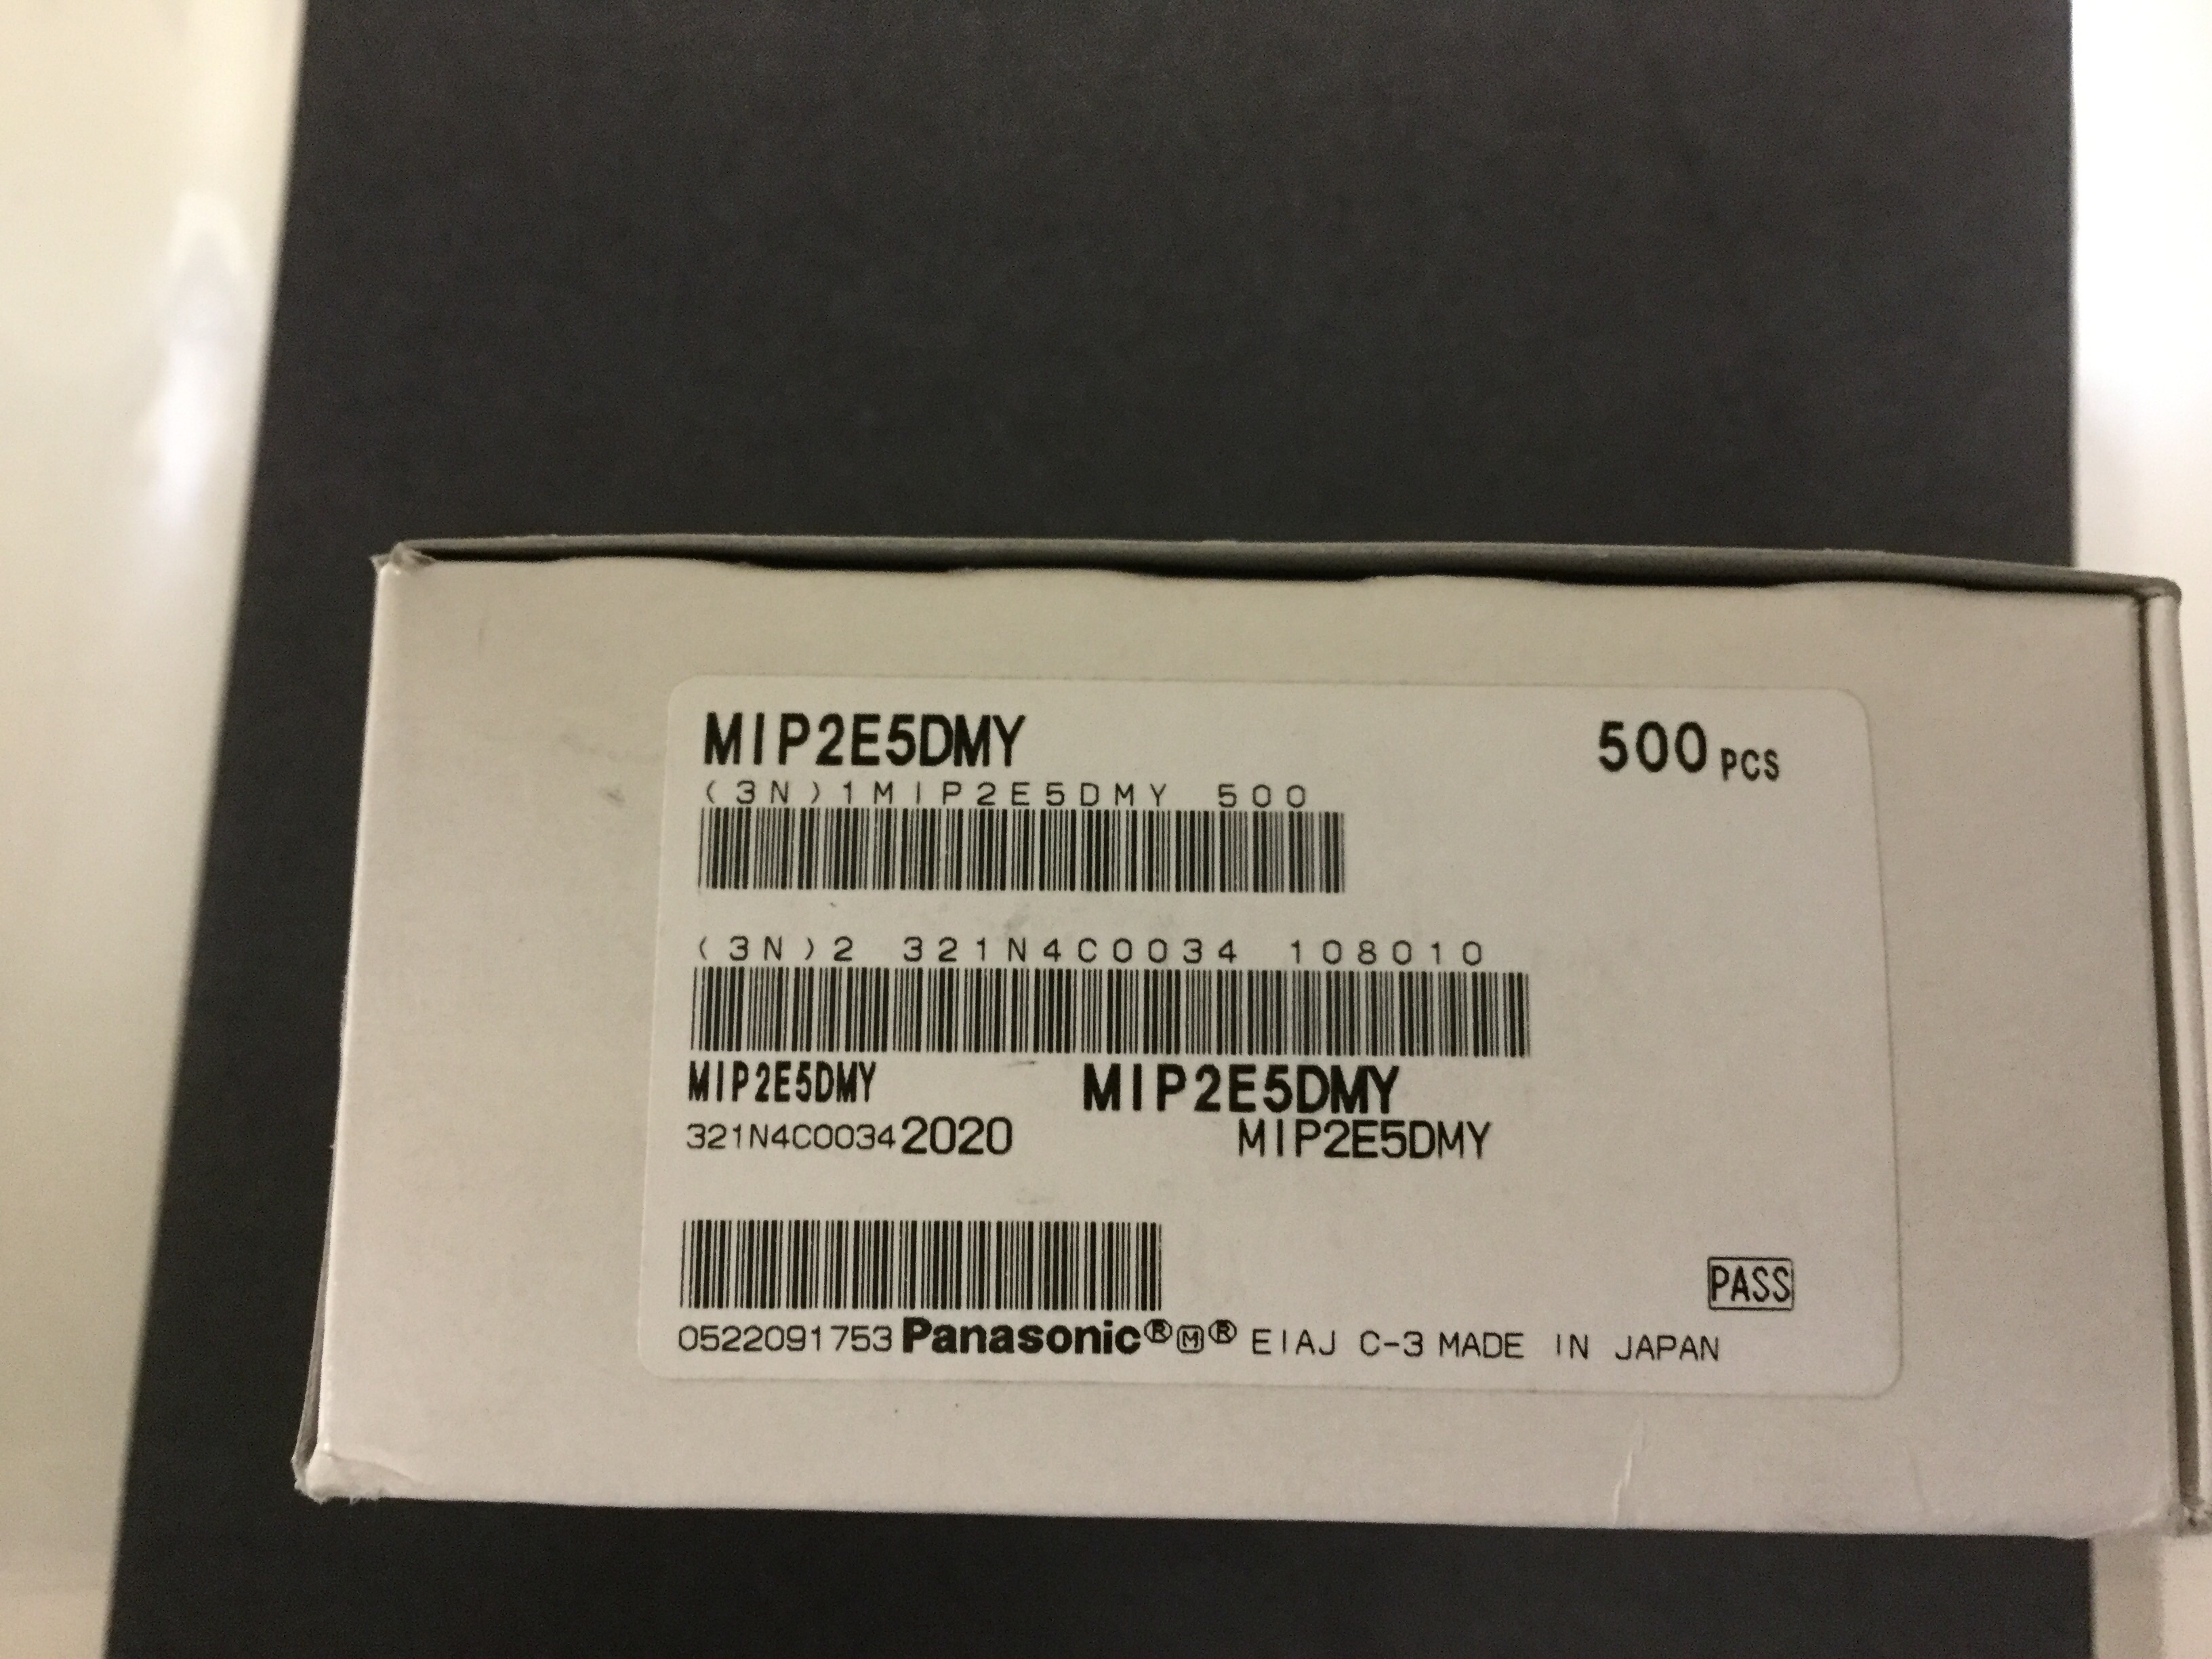 MIP2E5DMY 500 PCS
(3N)1MIP2E5DMY 500
(3N)2 321N4C0034 108010
MIP2E5DMY MIP2E5DMY
321N4C0034 2020 MIP2E5DMY
PASS
0522091753 Panasonic® M® EIAJ C-3 MADE IN JAPAN